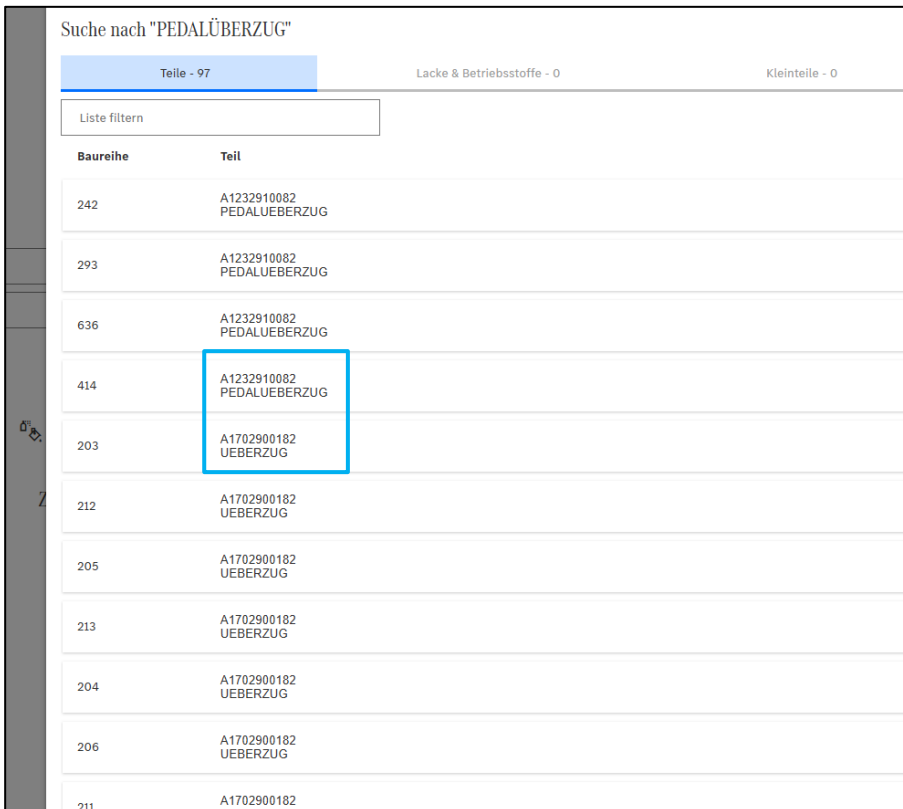 Suche nach "PEDALÜBERZUG"
Teile - 97 Lacke & Betriebsstoffe - 0 Kleinteile - 0
Liste filtern
Baureihe Teil
242 A1232910082
PEDALUEBERZUG
293 A1232910082
PEDALUEBERZUG
636 A1232910082
PEDALUEBERZUG
414 A1232910082
PEDALUEBERZUG
203 A1702900182
UEBERZUG
Z
212 A1702900182
UEBERZUG
205 A1702900182
UEBERZUG
213 A1702900182
UEBERZUG
204 A1702900182
UEBERZUG
206 A1702900182
UEBERZUG
211 A1702900182